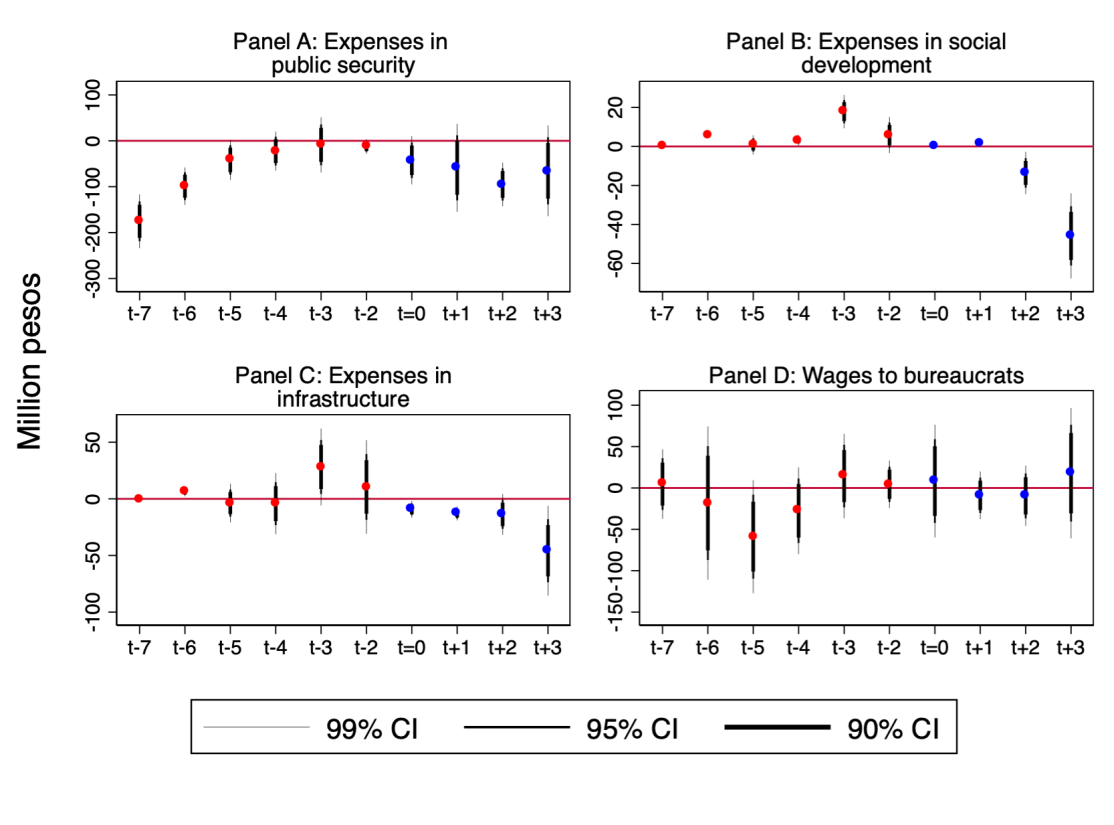 Million pesos
Panel A: Expenses in
public security
100
0
-100
-200
-300
t-7 t-6 t-5 t-4 t-3 t-2 t=0 t+1 t+2 t+3
Panel B: Expenses in social
development
20
0
-20
-40
-60
t-7 t-6 t-5 t-4 t-3 t-2 t=0 t+1 t+2 t+3
Panel C: Expenses in
infrastructure
50
0
-50
-100
t-7 t-6 t-5 t-4 t-3 t-2 t=0 t+1 t+2 t+3
Panel D: Wages to bureaucrats
100
50
0
-50
-100
-150
t-7 t-6 t-5 t-4 t-3 t-2 t=0 t+1 t+2 t+3
99% CI 95% CI 90% CI